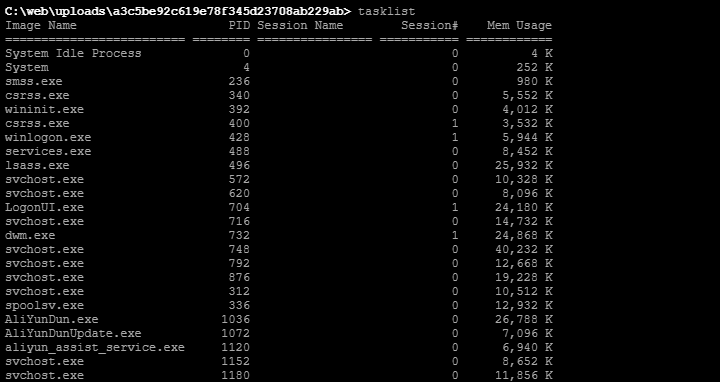 C:\web\uploads\a3c5be92c619e78f345d23708ab229ab> tasklist
Image Name                     PID Session Name        Session#    Mem Usage
========================= ======== ================ =========== ============
System Idle Process              0                            0          4 K
System                           4                            0        252 K
smss.exe                       236                            0        980 K
csrss.exe                      340                            0      5,552 K
wininit.exe                    392                            0      4,012 K
csrss.exe                      400                            1      3,532 K
winlogon.exe                   428                            1      5,944 K
services.exe                   488                            0      8,452 K
lsass.exe                      496                            0     25,932 K
svchost.exe                    572                            0     10,328 K
svchost.exe                    620                            0      8,096 K
LogonUI.exe                    704                            1     24,180 K
svchost.exe                    716                            0     14,732 K
dwm.exe                        732                            1     24,868 K
svchost.exe                    748                            0     40,232 K
svchost.exe                    792                            0     12,668 K
svchost.exe                    876                            0     19,228 K
svchost.exe                    312                            0     10,512 K
spoolsv.exe                    336                            0     12,932 K
AliYunDun.exe                 1036                            0     26,788 K
AliYunDunUpdate.exe           1072                            0      7,096 K
aliyun_assist_service.exe     1120                            0      6,940 K
svchost.exe                   1152                            0      8,652 K
svchost.exe                   1180                            0     11,856 K